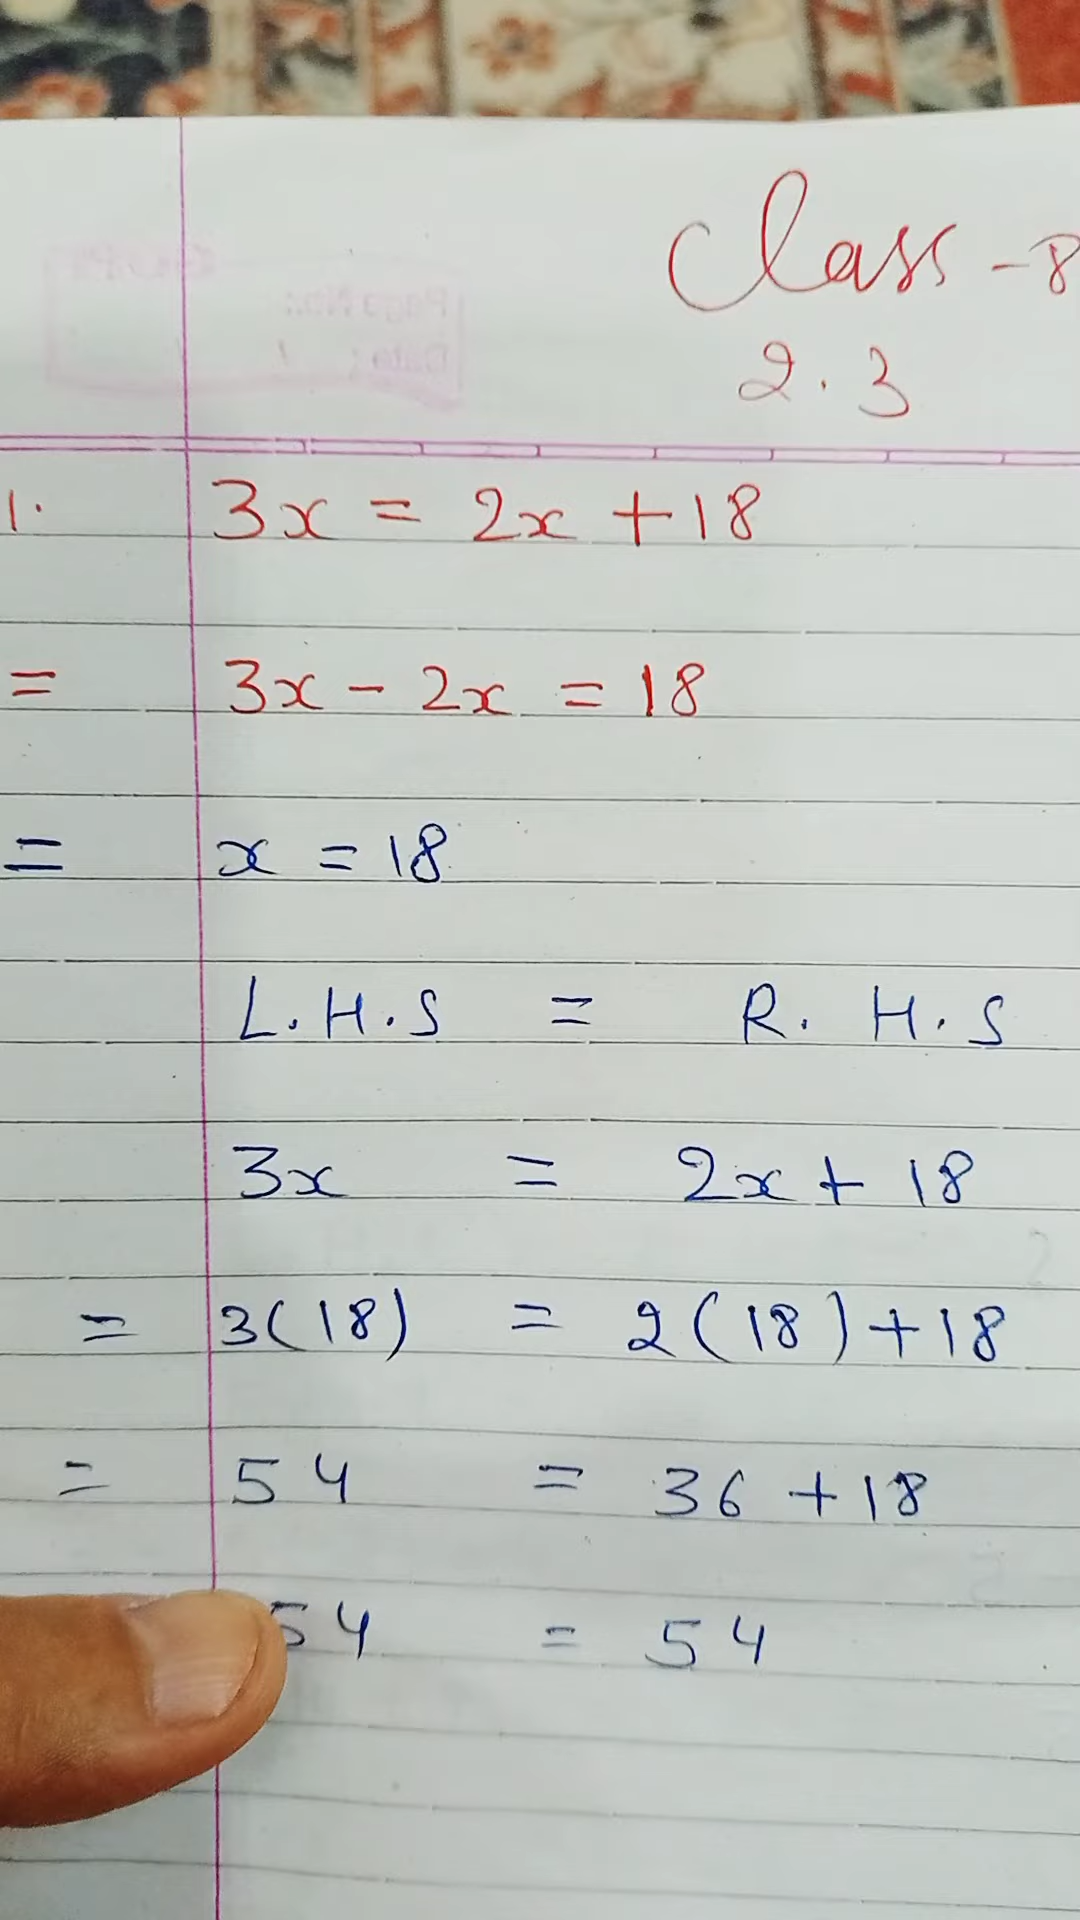 Class-8
2.3
1. 3x = 2x + 18
= 3x - 2x = 18
= x = 18
L.H.S = R.H.S
3x = 2x + 18
= 3(18) = 2(18) + 18
= 54 = 36 + 18
54 = 54